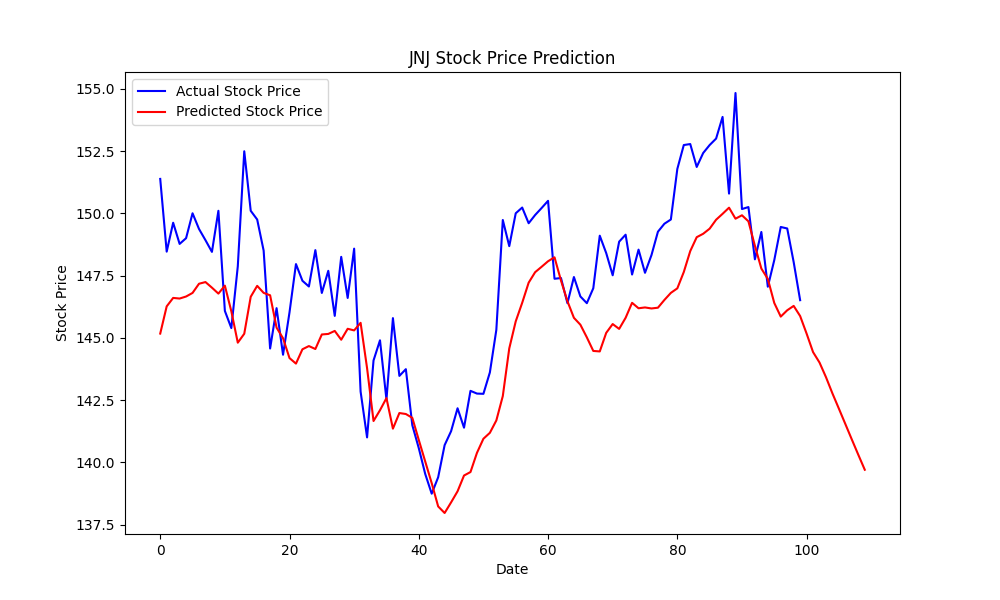 JNJ Stock Price Prediction
Actual Stock Price
Predicted Stock Price
155.0
152.5
150.0
147.5
145.0
142.5
140.0
137.5
Stock Price
0
20
40
60
80
100
Date